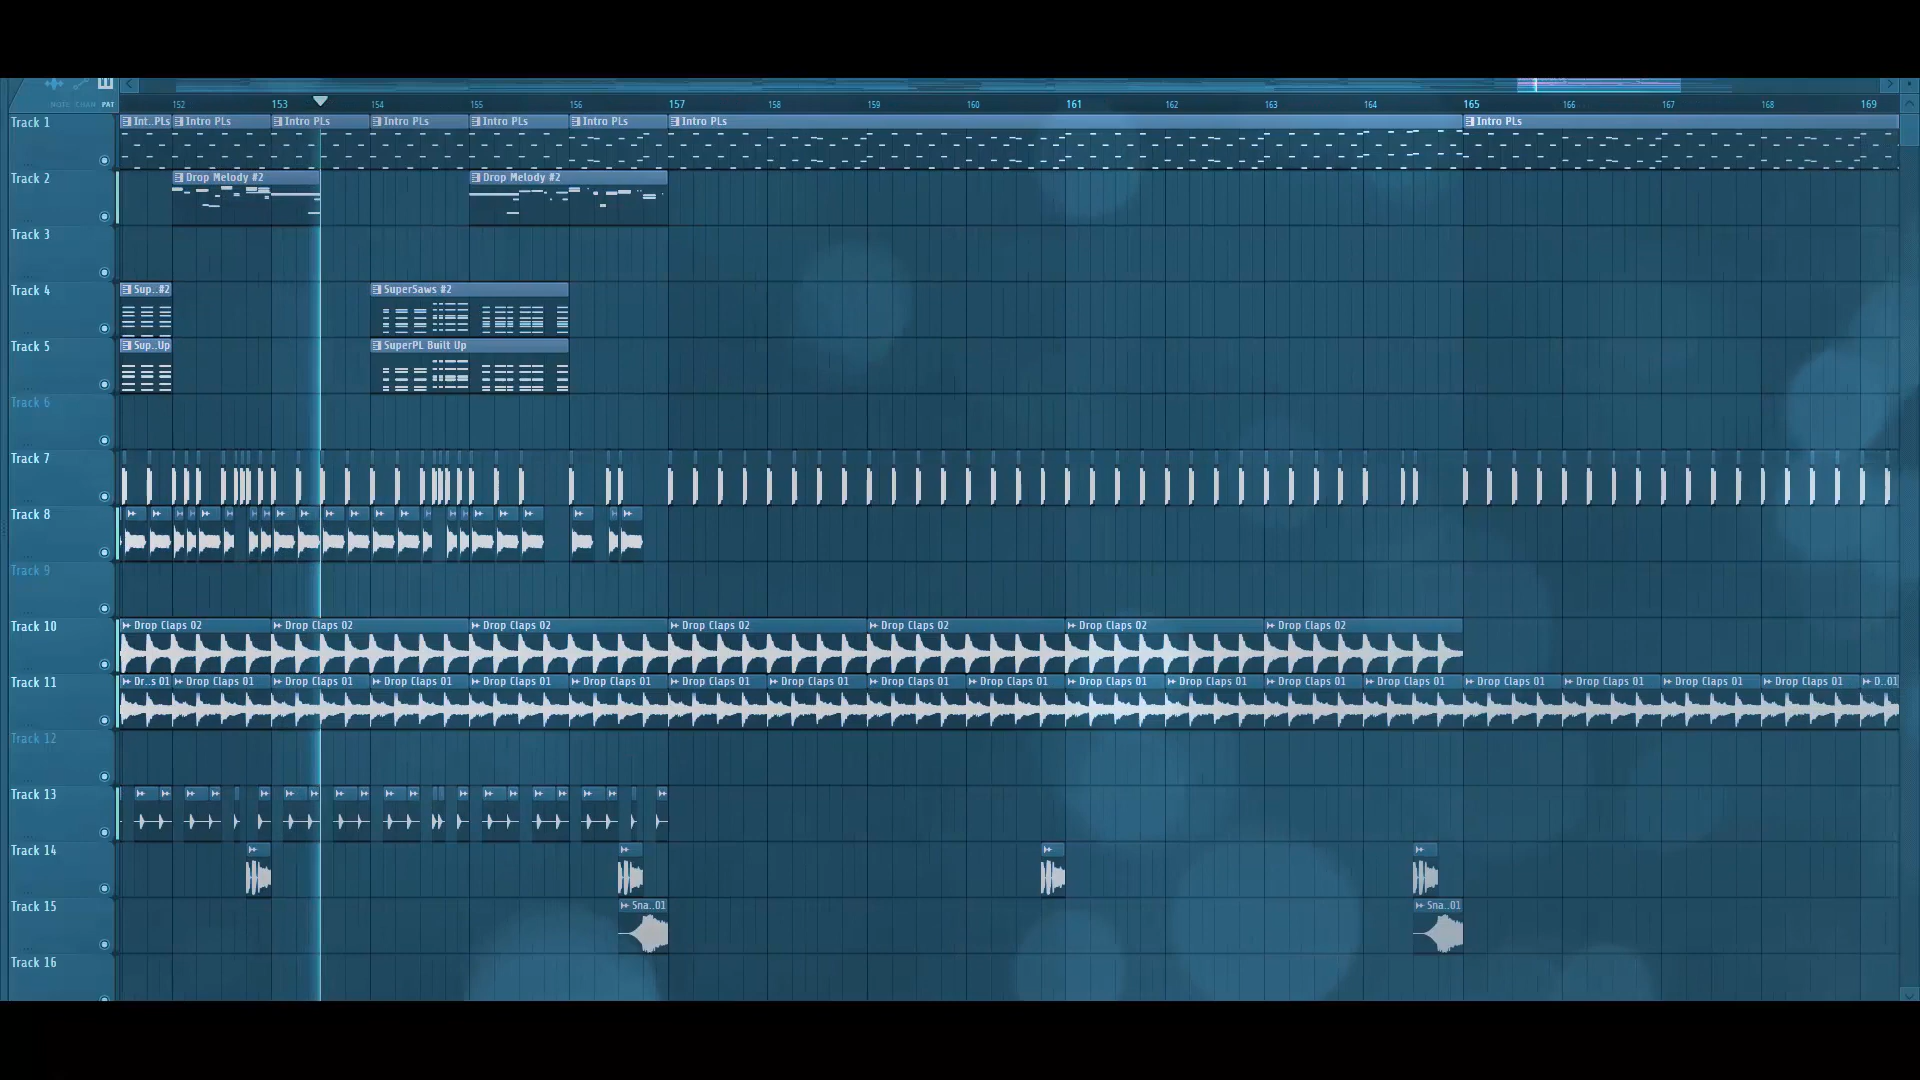 NOTE CHAN PAT
152 153 154 155 156 157 158 159 160 161 162 163 164 165 166 167 168 169
Track 1
Int..PLs Intro PLs Intro PLs Intro PLs Intro PLs Intro PLs Intro PLs Intro PLs
Track 2
Drop Melody #2 Drop Melody #2
Track 3
Track 4
Sup..#2 SuperSaws #2
Track 5
Sup..Up SuperPL Built Up
Track 6
Track 7
Track 8
Track 9
Track 10
Drop Claps 02 Drop Claps 02 Drop Claps 02 Drop Claps 02 Drop Claps 02 Drop Claps 02 Drop Claps 02
Track 11
Dr..s 01 Drop Claps 01 Drop Claps 01 Drop Claps 01 Drop Claps 01 Drop Claps 01 Drop Claps 01 Drop Claps 01 Drop Claps 01 Drop Claps 01 Drop Claps 01 Drop Claps 01 Drop Claps 01 Drop Claps 01 Drop Claps 01 Drop Claps 01 Drop Claps 01 Drop Claps 01 D..01
Track 12
Track 13
Track 14
Track 15
Sna..01 Sna..01
Track 16